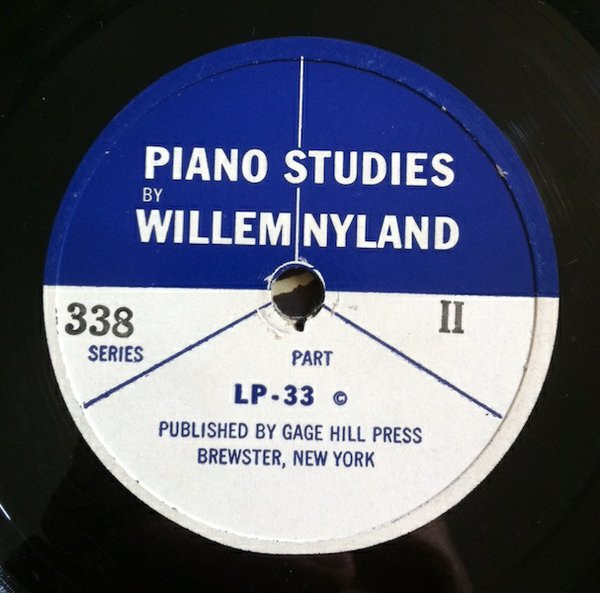 PIANO STUDIES
BY
WILLEM NYLAND
338 II
SERIES PART
LP-33 ©
PUBLISHED BY GAGE HILL PRESS
BREWSTER, NEW YORK